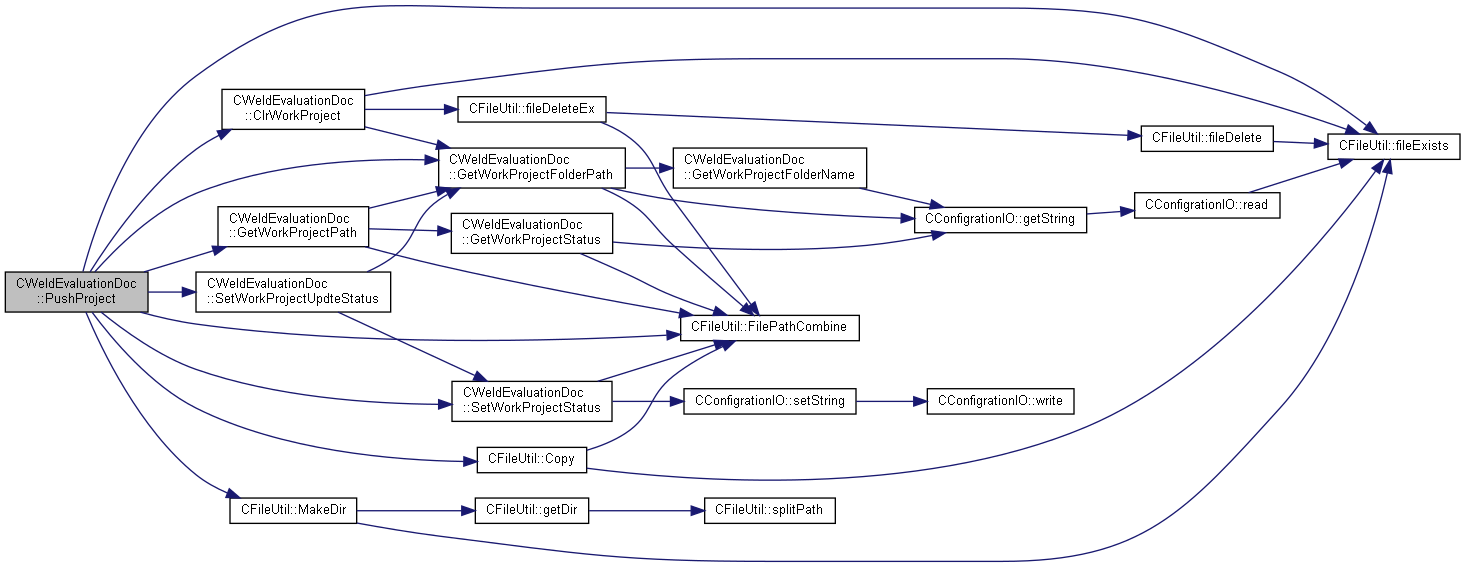 CWeldEvaluationDoc
::PushProject
CWeldEvaluationDoc
::ClrWorkProject
CWeldEvaluationDoc
::GetWorkProjectPath
CWeldEvaluationDoc
::SetWorkProjectUpdteStatus
CFileUtil::MakeDir
CFileUtil::fileDeleteEx
CWeldEvaluationDoc
::GetWorkProjectFolderPath
CWeldEvaluationDoc
::GetWorkProjectStatus
CWeldEvaluationDoc
::SetWorkProjectStatus
CFileUtil::Copy
CFileUtil::getDir
CWeldEvaluationDoc
::GetWorkProjectFolderName
CFileUtil::FilePathCombine
CConfigrationIO::setString
CFileUtil::splitPath
CConfigrationIO::getString
CConfigrationIO::write
CFileUtil::fileDelete
CConfigrationIO::read
CFileUtil::fileExists